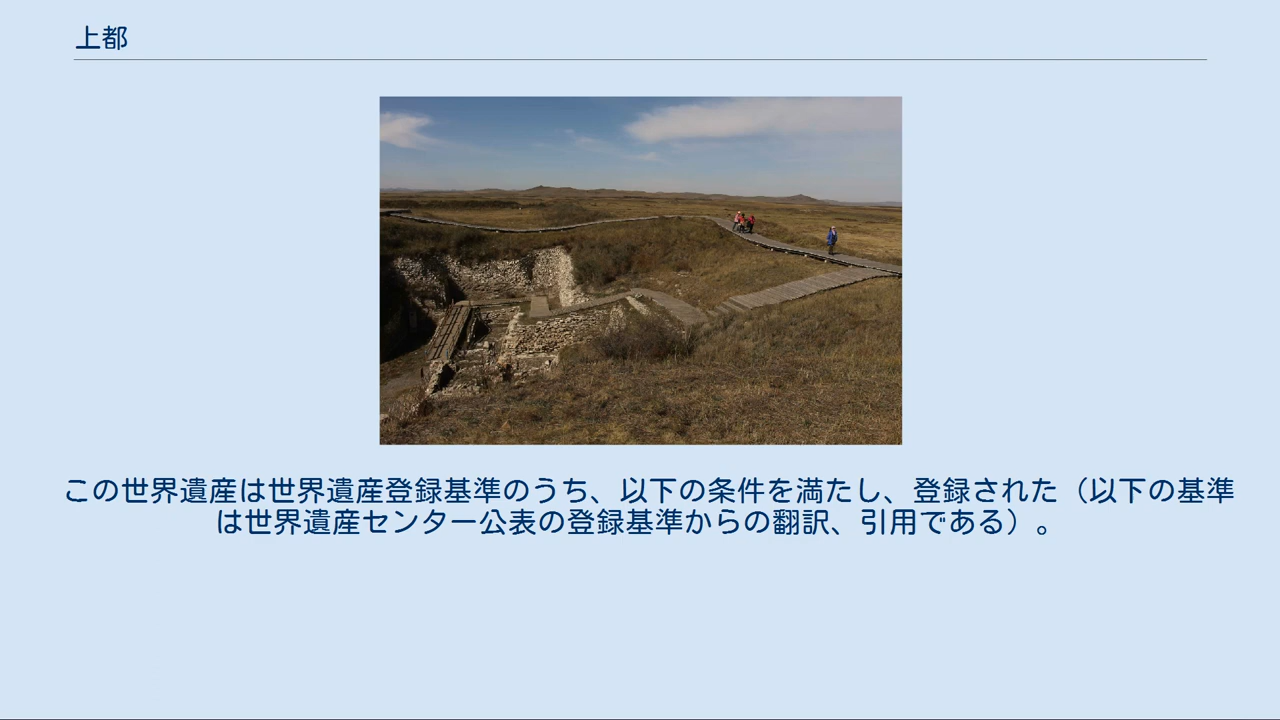 上都
この世界遺産は世界遺産登録基準のうち、以下の条件を満たし、登録された（以下の基準
は世界遺産センター公表の登録基準からの翻訳、引用である）。